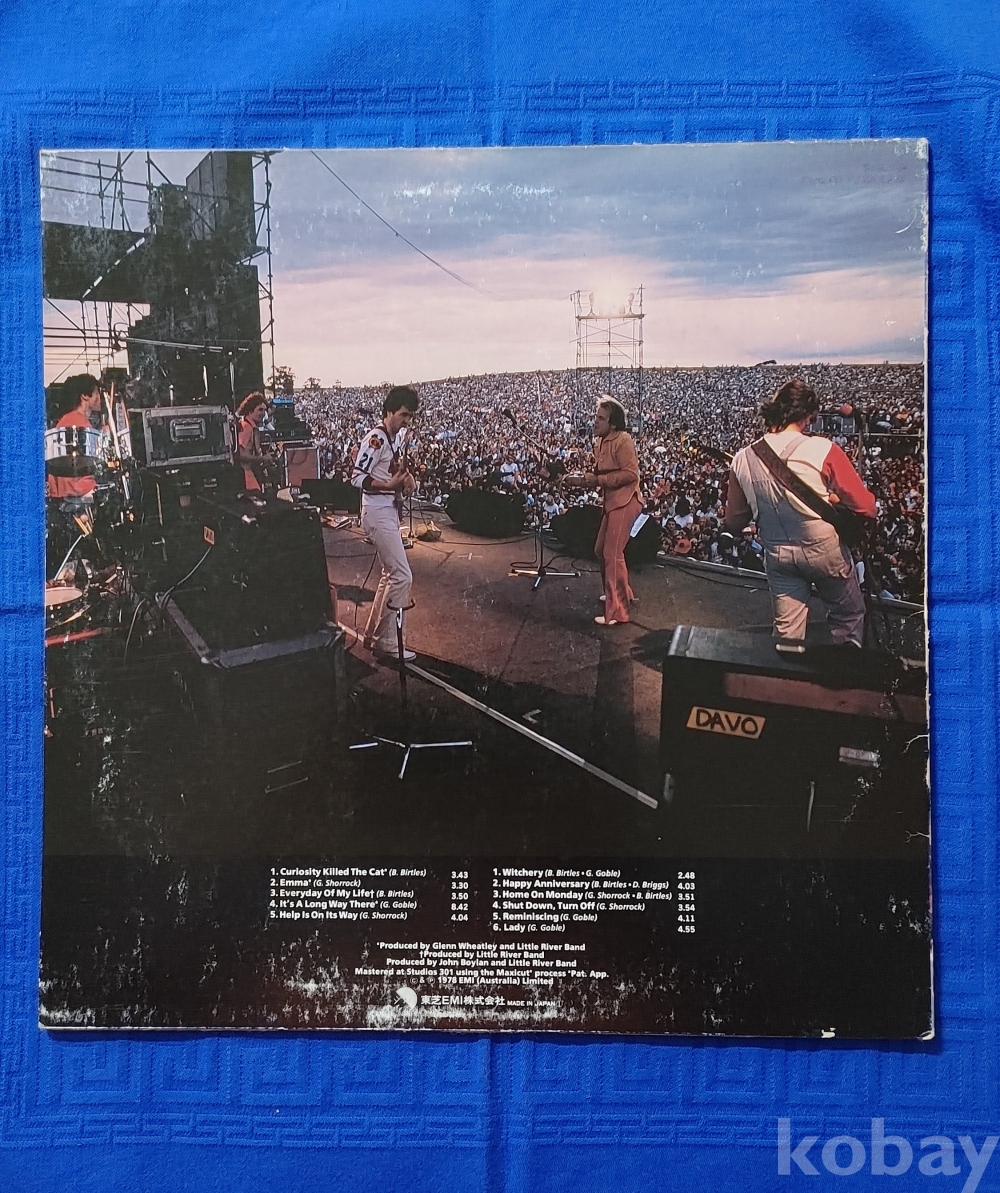 21
DAVO
1. Curiosity Killed The Cat* (B. Birtles) 3.43
2. Emma* (G. Shorrock) 3.30
3. Everyday Of My Life† (B. Birtles) 3.50
4. It's A Long Way There* (G. Goble) 8.42
5. Help Is On Its Way (G. Shorrock) 4.04
1. Witchery (B. Birtles • G. Goble) 2.48
2. Happy Anniversary (B. Birtles • D. Briggs) 4.03
3. Home On Monday (G. Shorrock • B. Birtles) 3.51
4. Shut Down, Turn Off (G. Shorrock) 3.54
5. Reminiscing (G. Goble) 4.11
6. Lady (G. Goble) 4.55
*Produced by Glenn Wheatley and Little River Band
†Produced by Little River Band
Produced by John Boylan and Little River Band
Mastered at Studios 301 using the Maxicut* process *Pat. App.
© & ℗ 1978 EMI (Australia) Limited
東芝EMI株式会社 MADE IN JAPAN
kobay